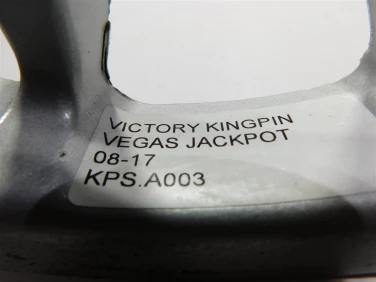 VICTORY KINGPIN
VEGAS JACKPOT
08-17
KPS.A003